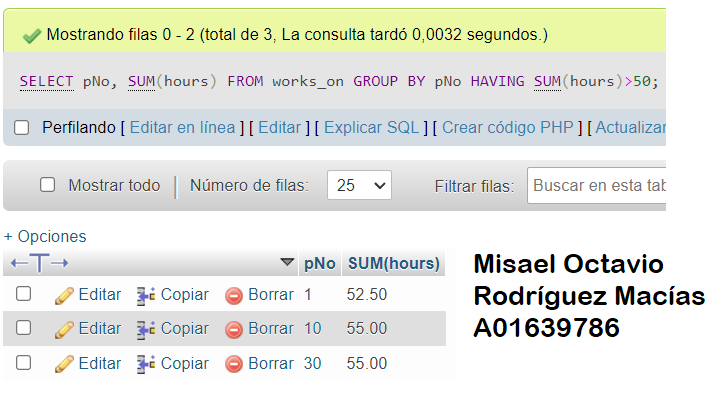 Mostrando filas 0 - 2 (total de 3, La consulta tardó 0,0032 segundos.)
SELECT pNo, SUM(hours) FROM works_on GROUP BY pNo HAVING SUM(hours)>50;
Perfilando [ Editar en línea ] [ Editar ] [ Explicar SQL ] [ Crear código PHP ] [ Actualizar
Mostrar todo | Número de filas: 25 Filtrar filas: Buscar en esta tab
+ Opciones
←T→ pNo SUM(hours)
Editar Copiar Borrar 1 52.50
Editar Copiar Borrar 10 55.00
Editar Copiar Borrar 30 55.00
Misael Octavio
Rodríguez Macías
A01639786